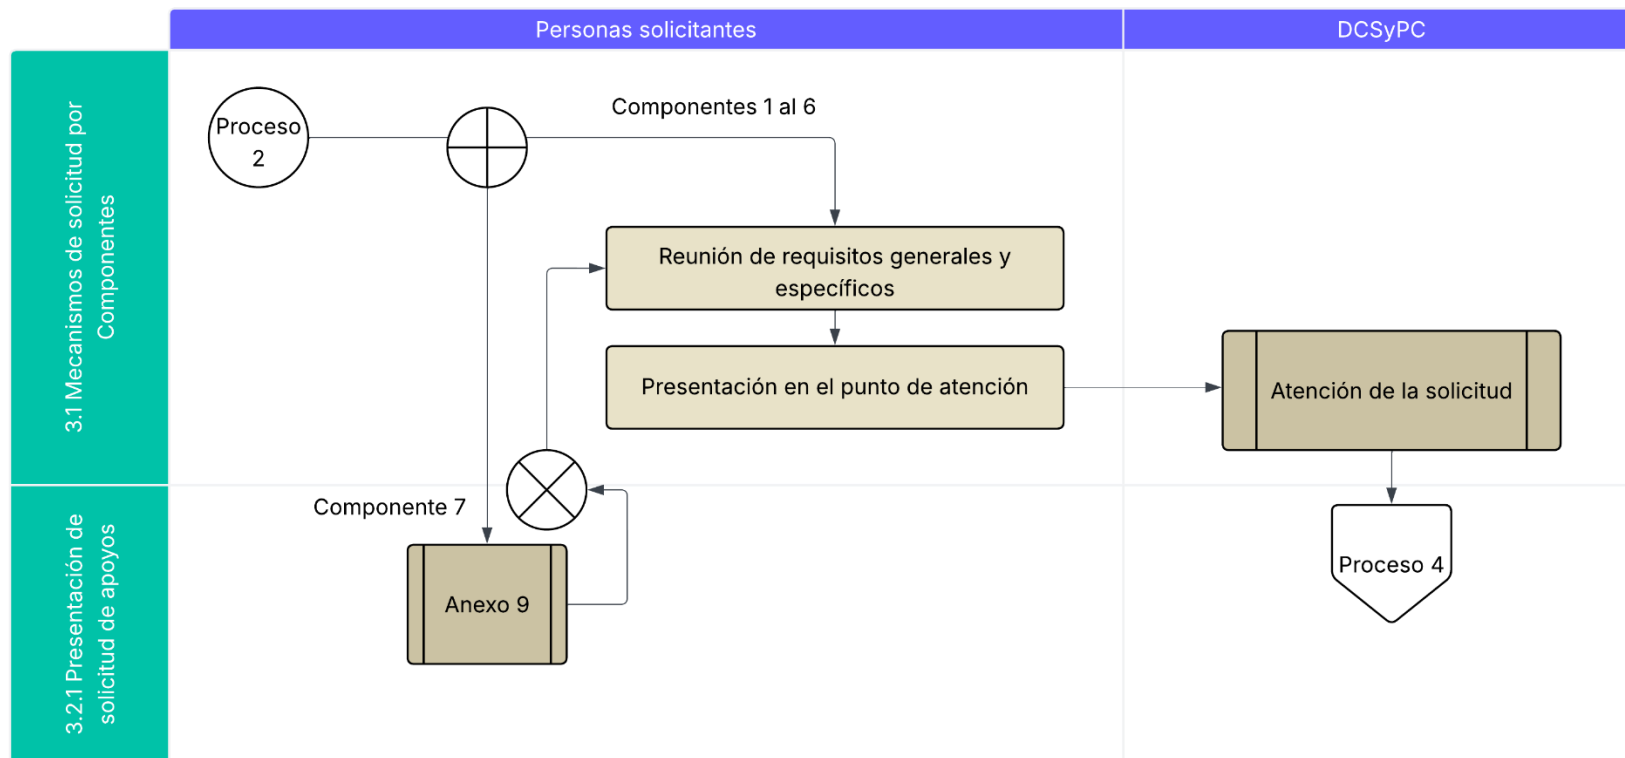 Personas solicitantes
DCSyPC
3.1 Mecanismos de solicitud por
Componentes
Proceso
2
Componentes 1 al 6
Reunión de requisitos generales y
específicos
Presentación en el punto de atención
Atención de la solicitud
3.2.1 Presentación de
solicitud de apoyos
Componente 7
Anexo 9
Proceso 4